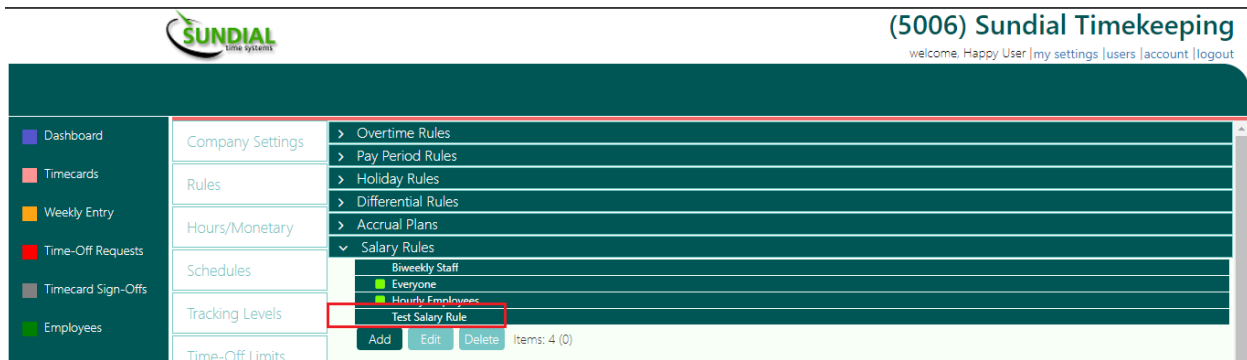 SUNDIAL
time systems
(5006) Sundial Timekeeping
welcome, Happy User |my settings |users |account |logout
Dashboard
Timecards
Weekly Entry
Time-Off Requests
Timecard Sign-Offs
Employees
Company Settings
Rules
Hours/Monetary
Schedules
Tracking Levels
Time-Off Limits
> Overtime Rules
> Pay Period Rules
> Holiday Rules
> Differential Rules
> Accrual Plans
Salary Rules
Biweekly Staff
Everyone
Hourly Employees
Test Salary Rule
Add Edit Delete Items: 4 (0)